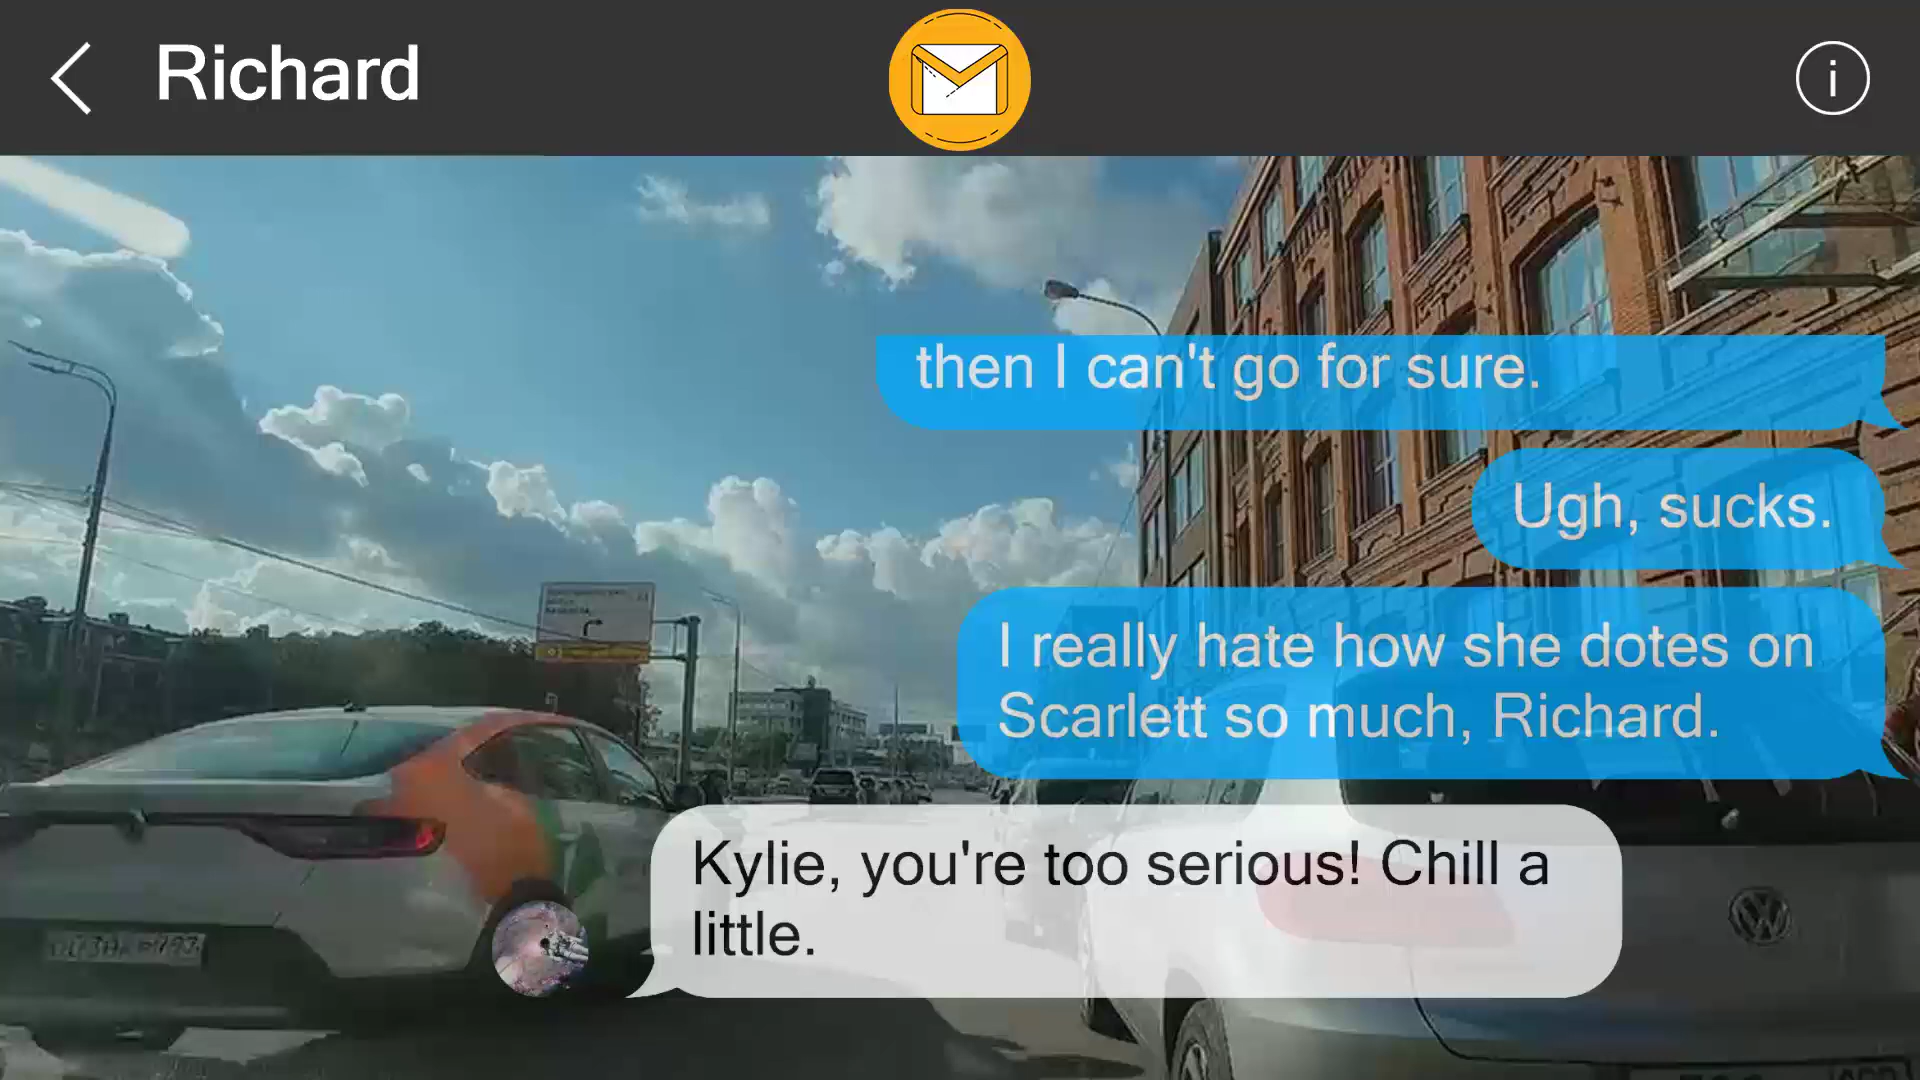 Richard
then I can't go for sure.
Ugh, sucks.
I really hate how she dotes on
Scarlett so much, Richard.
Kylie, you're too serious! Chill a
little.